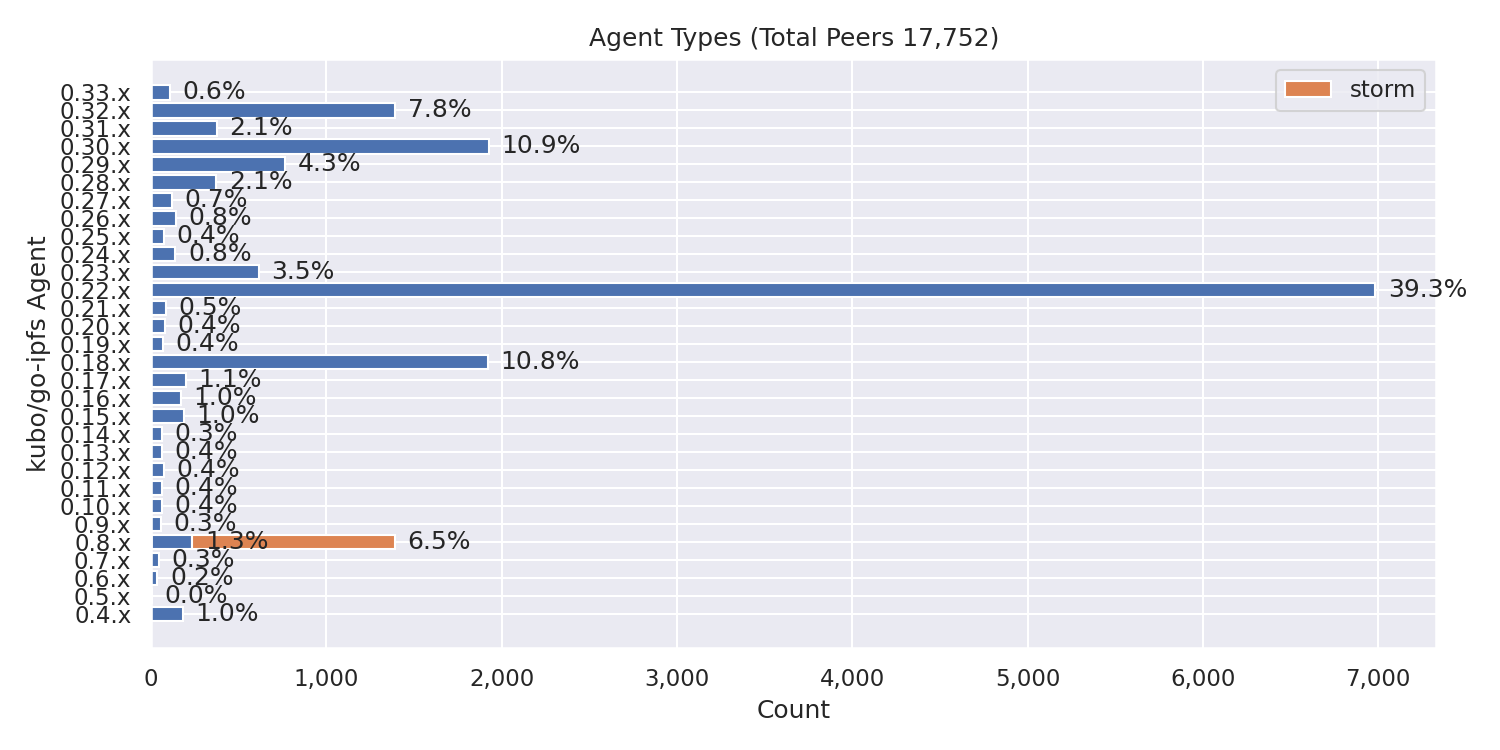 Agent Types (Total Peers 17,752)
storm
kubo/go-ipfs Agent
0.33.x 0.6%
0.32.x 7.8%
0.31.x 2.1%
0.30.x 10.9%
0.29.x 4.3%
0.28.x 2.1%
0.27.x 0.7%
0.26.x 0.8%
0.25.x 0.4%
0.24.x 0.8%
0.23.x 3.5%
0.22.x 39.3%
0.21.x 0.5%
0.20.x 0.4%
0.19.x 0.4%
0.18.x 10.8%
0.17.x 1.1%
0.16.x 1.0%
0.15.x 1.0%
0.14.x 0.3%
0.13.x 0.4%
0.12.x 0.4%
0.11.x 0.4%
0.10.x 0.4%
0.9.x 0.3%
0.8.x 1.3% 6.5%
0.7.x 0.3%
0.6.x 0.2%
0.5.x 0.0%
0.4.x 1.0%
0 1,000 2,000 3,000 4,000 5,000 6,000 7,000
Count